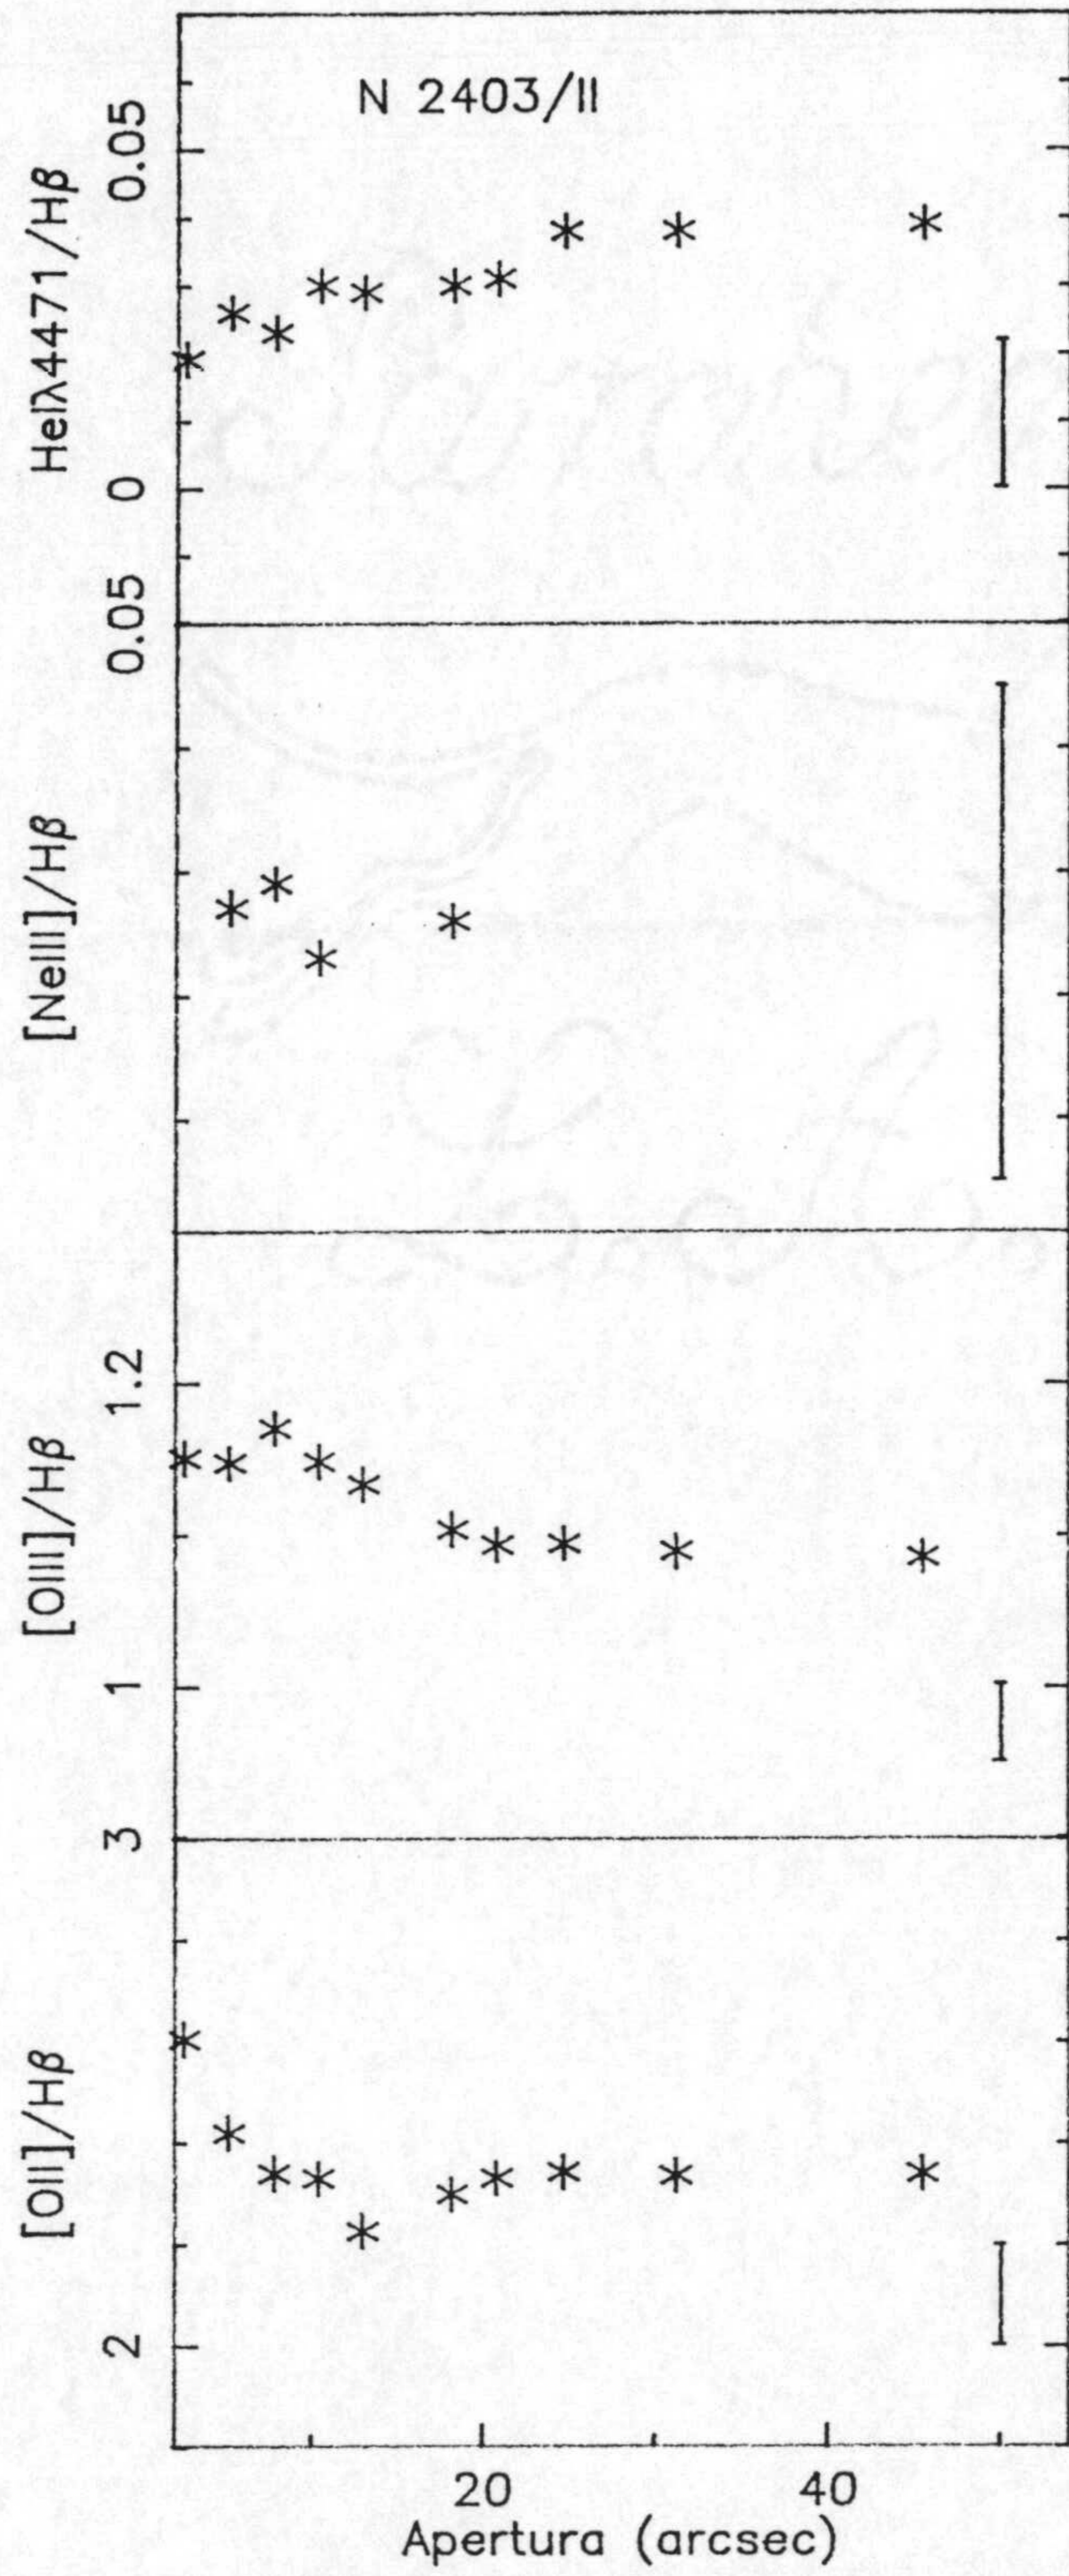 N 2403/II
HeIλ4471/Hβ
0.05
0
[NeIII]/Hβ
0.05
[OIII]/Hβ
1.2
1
[OII]/Hβ
3
2
20 40
Apertura (arcsec)